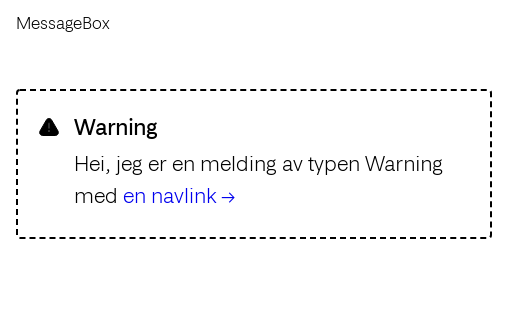 MessageBox
Warning
Hei, jeg er en melding av typen Warning
med en navlink →